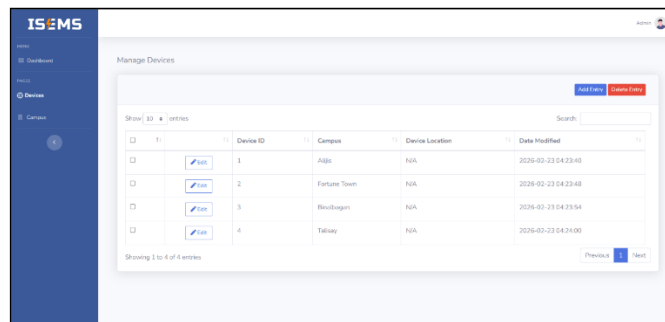 ISEMS
Admin
MENU
Dashboard
Manage Devices
PAGES
Devices
Add Entry Delete Entry
Campus
Show 10 entries
Search:
Device ID Campus Device Location Date Modified
Edit 1 Alijis N/A 2026-02-23 04:23:40
Edit 2 Fortune Town N/A 2026-02-23 04:23:48
Edit 3 Binalbagan N/A 2026-02-23 04:23:54
Edit 4 Talisay N/A 2026-02-23 04:24:00
Showing 1 to 4 of 4 entries
Previous 1 Next